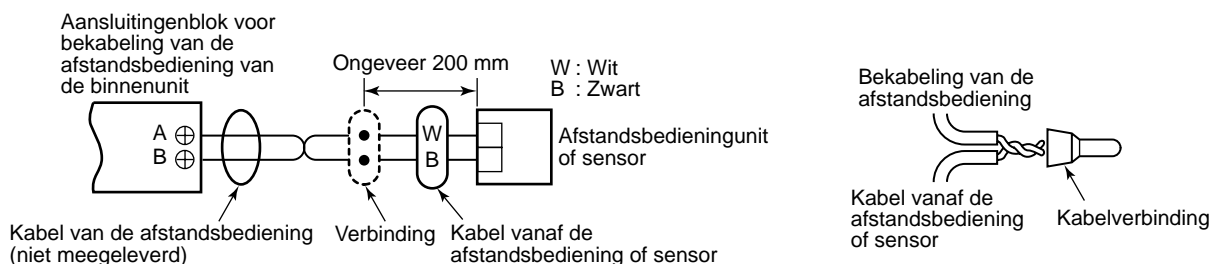 Aansluitingenblok voor
bekabeling van de
afstandsbediening van
de binnenunit
Ongeveer 200 mm
W : Wit
B : Zwart
A
B
W
B
Afstandsbedieningunit
of sensor
Kabel van de afstandsbediening
(niet meegeleverd)
Verbinding
Kabel vanaf de
afstandsbediening of sensor
Bekabeling van de
afstandsbediening
Kabel vanaf de
afstandsbediening
of sensor
Kabelverbinding